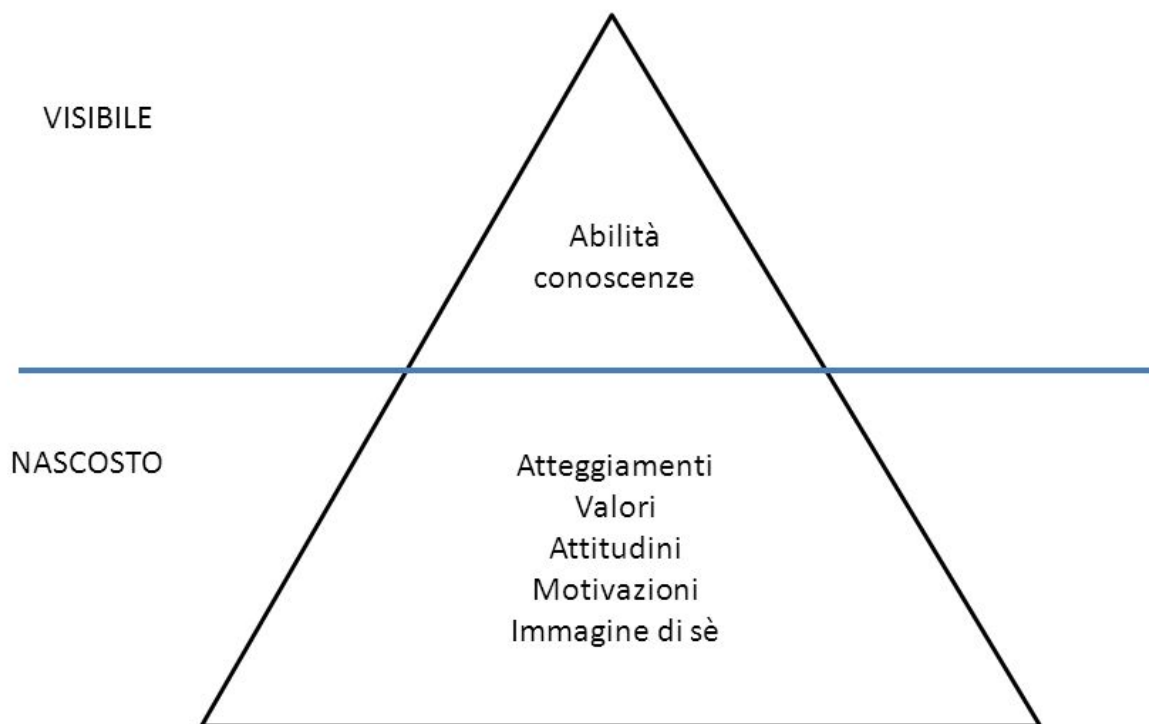 VISIBILE
Abilità
conoscenze
NASCOSTO
Atteggiamenti
Valori
Attitudini
Motivazioni
Immagine di sè